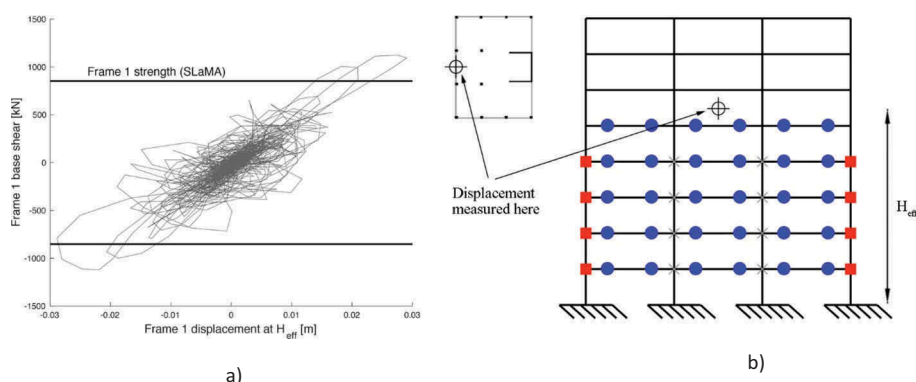 1500
1000
500
0
-500
-1000
-1500
Frame 1 base shear [kN]
Frame 1 strength (SLaMA)
-0.03
-0.02
-0.01
0
0.01
0.02
0.03
Frame 1 displacement at Heff [m]
a)
Displacement
measured here
Heff
b)